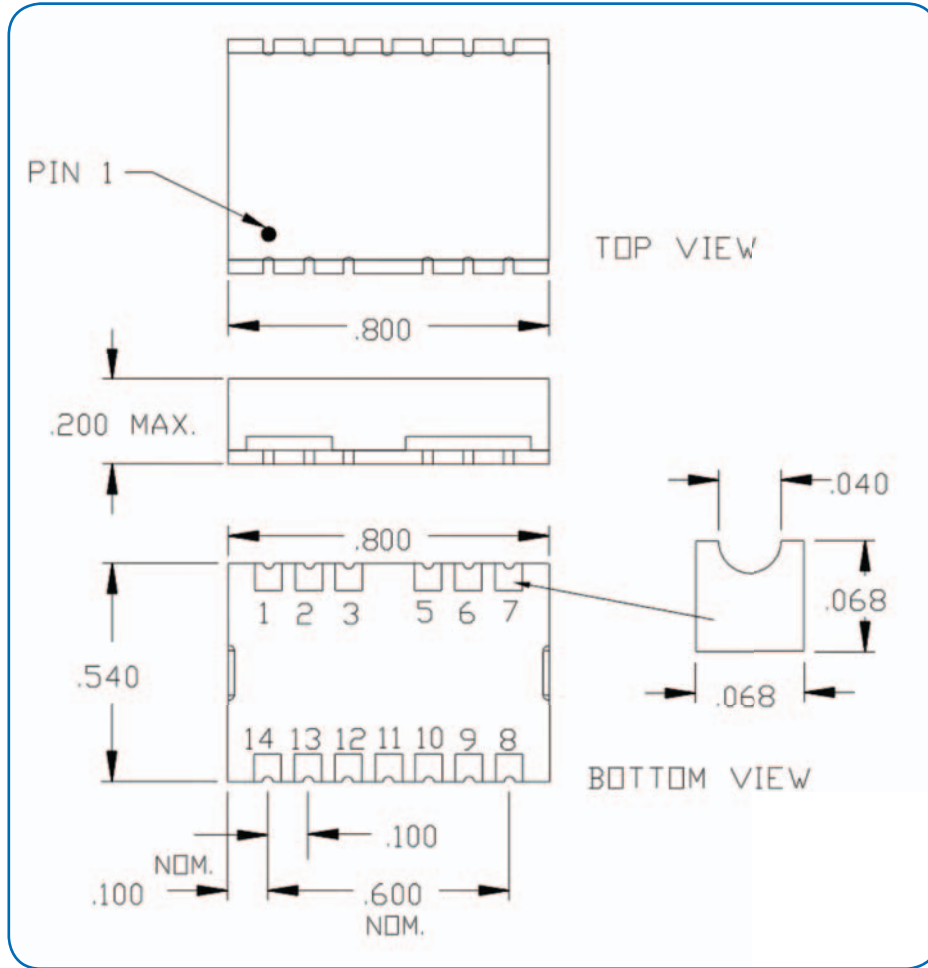 PIN 1
TOP VIEW
.800
.200 MAX.
.040
.800
1 2 3 5 6 7
.068
.540
.068
14 13 12 11 10 9 8
BOTTOM VIEW
.100
NOM.
.100
.600
NOM.